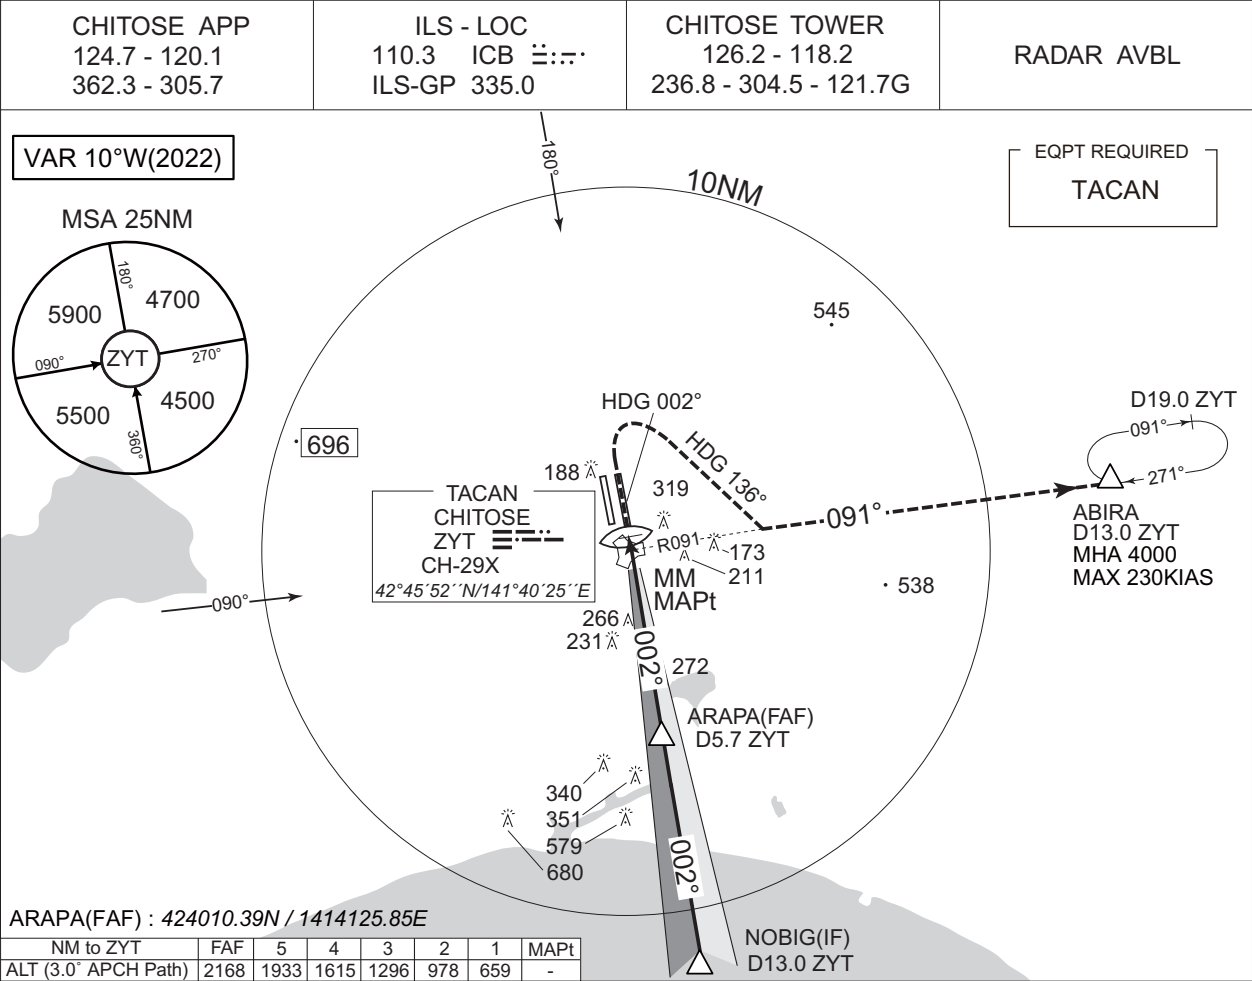 CHITOSE APP
124.7 - 120.1
362.3 - 305.7
ILS - LOC
110.3 ICB
ILS-GP 335.0
CHITOSE TOWER
126.2 - 118.2
236.8 - 304.5 - 121.7G
RADAR AVBL
VAR 10°W(2022)
MSA 25NM
180°
5900
4700
090°
ZYT
270°
5500
4500
360°
180°
10NM
EQPT REQUIRED
TACAN
545
696
HDG 002°
HDG 136°
188
319
TACAN
CHITOSE
ZYT
CH-29X
42°45´52´´N/141°40´25´´E
R091
173
211
MM
MAPt
091°
D19.0 ZYT
091°
271°
ABIRA
D13.0 ZYT
MHA 4000
MAX 230KIAS
538
090°
266
231
002°
272
ARAPA(FAF)
D5.7 ZYT
340
351
579
680
002°
NOBIG(IF)
D13.0 ZYT
ARAPA(FAF) : 424010.39N / 1414125.85E
NM to ZYT FAF 5 4 3 2 1 MAPt
ALT (3.0° APCH Path) 2168 1933 1615 1296 978 659 -